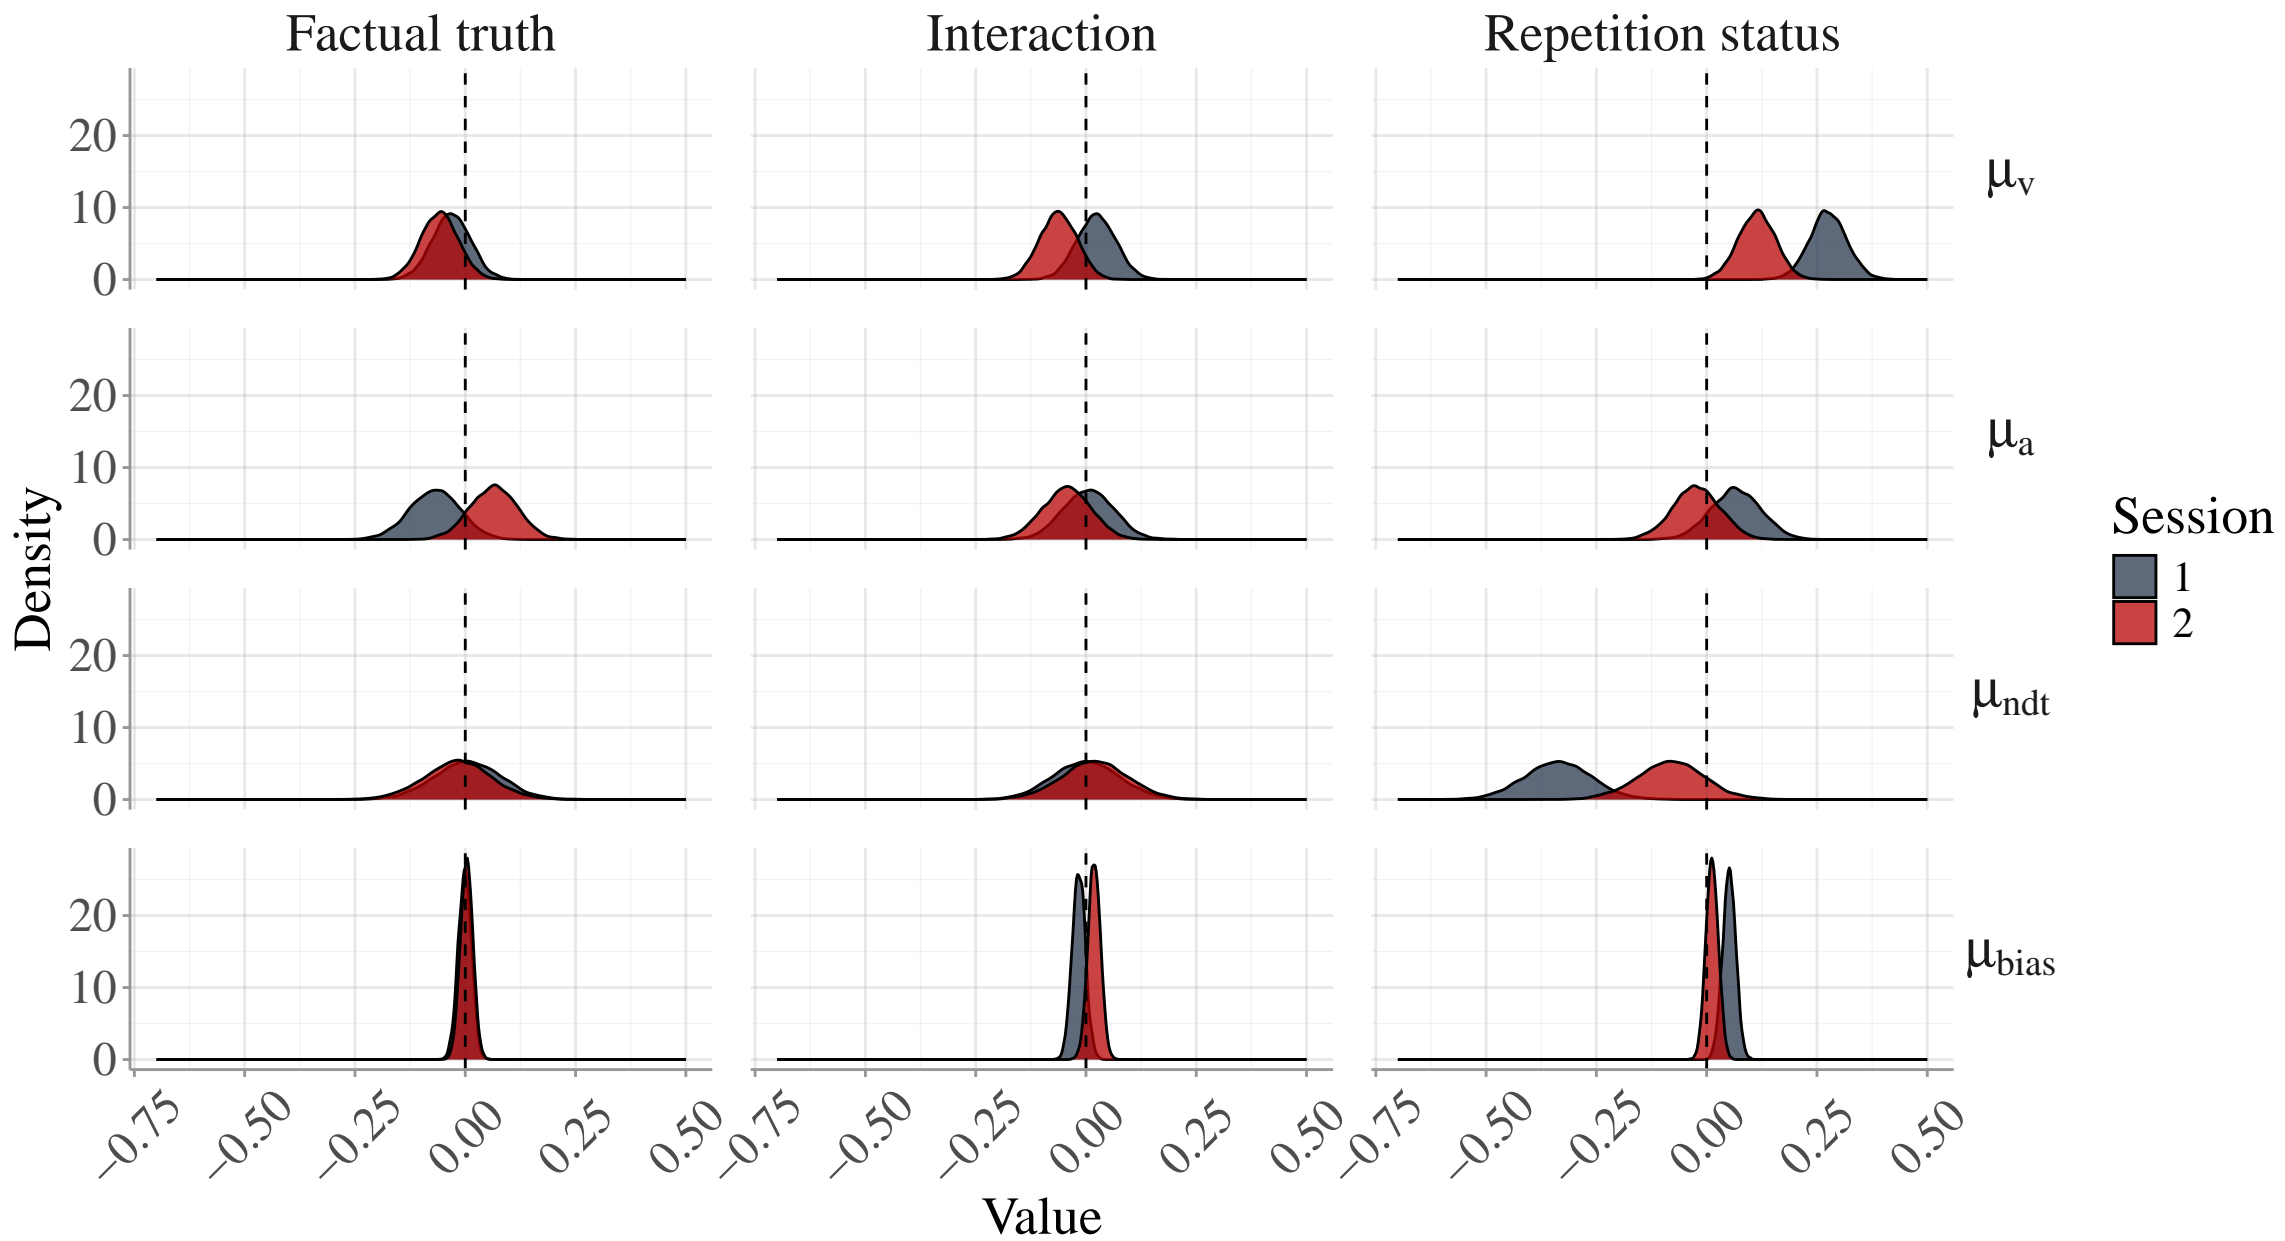 Factual truth Interaction Repetition status
20
10
0
μv
20
10
0
μa
20
10
0
μndt
20
10
0
μbias
Density
Session
1
2
−0.75 −0.50 −0.25 0.00 0.25 0.50 −0.75 −0.50 −0.25 0.00 0.25 0.50 −0.75 −0.50 −0.25 0.00 0.25 0.50
Value